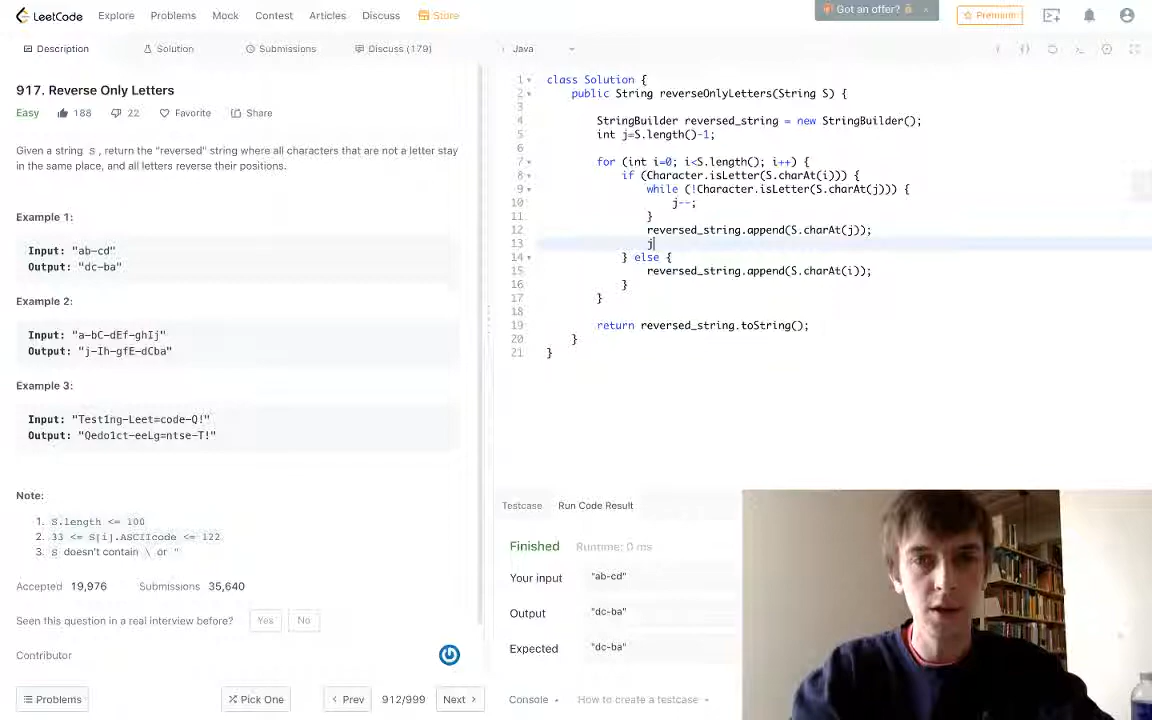 LeetCode Explore Problems Mock Contest Articles Discuss Store Got an offer? × Premium
Description Solution Submissions Discuss (179) Java
917. Reverse Only Letters
Easy 188 22 Favorite Share
Given a string S , return the "reversed" string where all characters that are not a letter stay
in the same place, and all letters reverse their positions.
Example 1:
Input: "ab-cd"
Output: "dc-ba"
Example 2:
Input: "a-bC-dEf-ghIj"
Output: "j-Ih-gfE-dCba"
Example 3:
Input: "Test1ng-Leet=code-Q!"
Output: "Qedo1ct-eeLg=ntse-T!"
Note:
1. S.length <= 100
2. 33 <= S[i].ASCIIcode <= 122
3. S doesn't contain \ or "
Accepted 19,976 Submissions 35,640
Seen this question in a real interview before? Yes No
Contributor
Problems Pick One < Prev 912/999 Next >
1 class Solution {
2 public String reverseOnlyLetters(String S) {
3
4 StringBuilder reversed_string = new StringBuilder();
5 int j=S.length()-1;
6
7 for (int i=0; i<S.length(); i++) {
8 if (Character.isLetter(S.charAt(i))) {
9 while (!Character.isLetter(S.charAt(j))) {
10 j--;
11 }
12 reversed_string.append(S.charAt(j));
13 j
14 } else {
15 reversed_string.append(S.charAt(i));
16 }
17 }
18
19 return reversed_string.toString();
20 }
21 }
Testcase Run Code Result
Finished Runtime: 0 ms
Your input "ab-cd"
Output "dc-ba"
Expected "dc-ba"
Console How to create a testcase